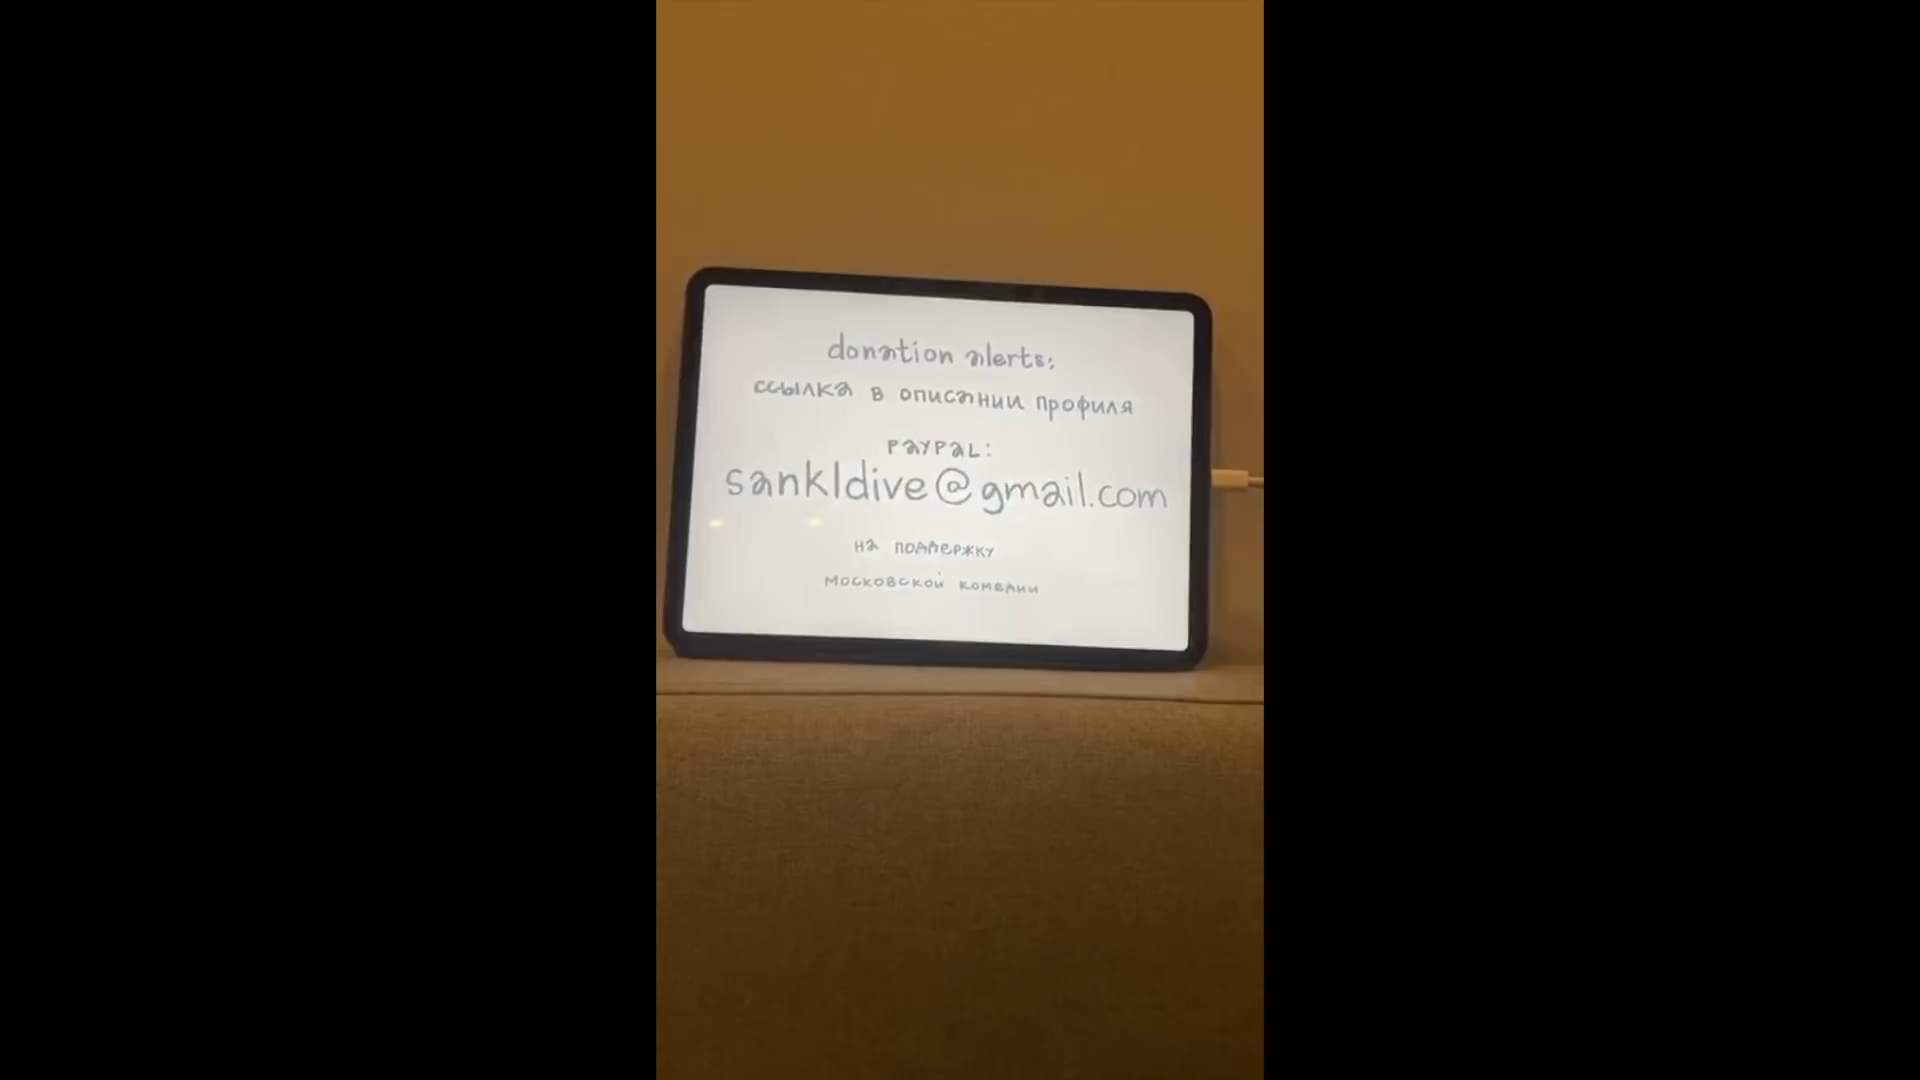 donation alerts:
ссылка в описании профиля
PAYPAL:
sankldive@gmail.com
на поддержку
московской комедии